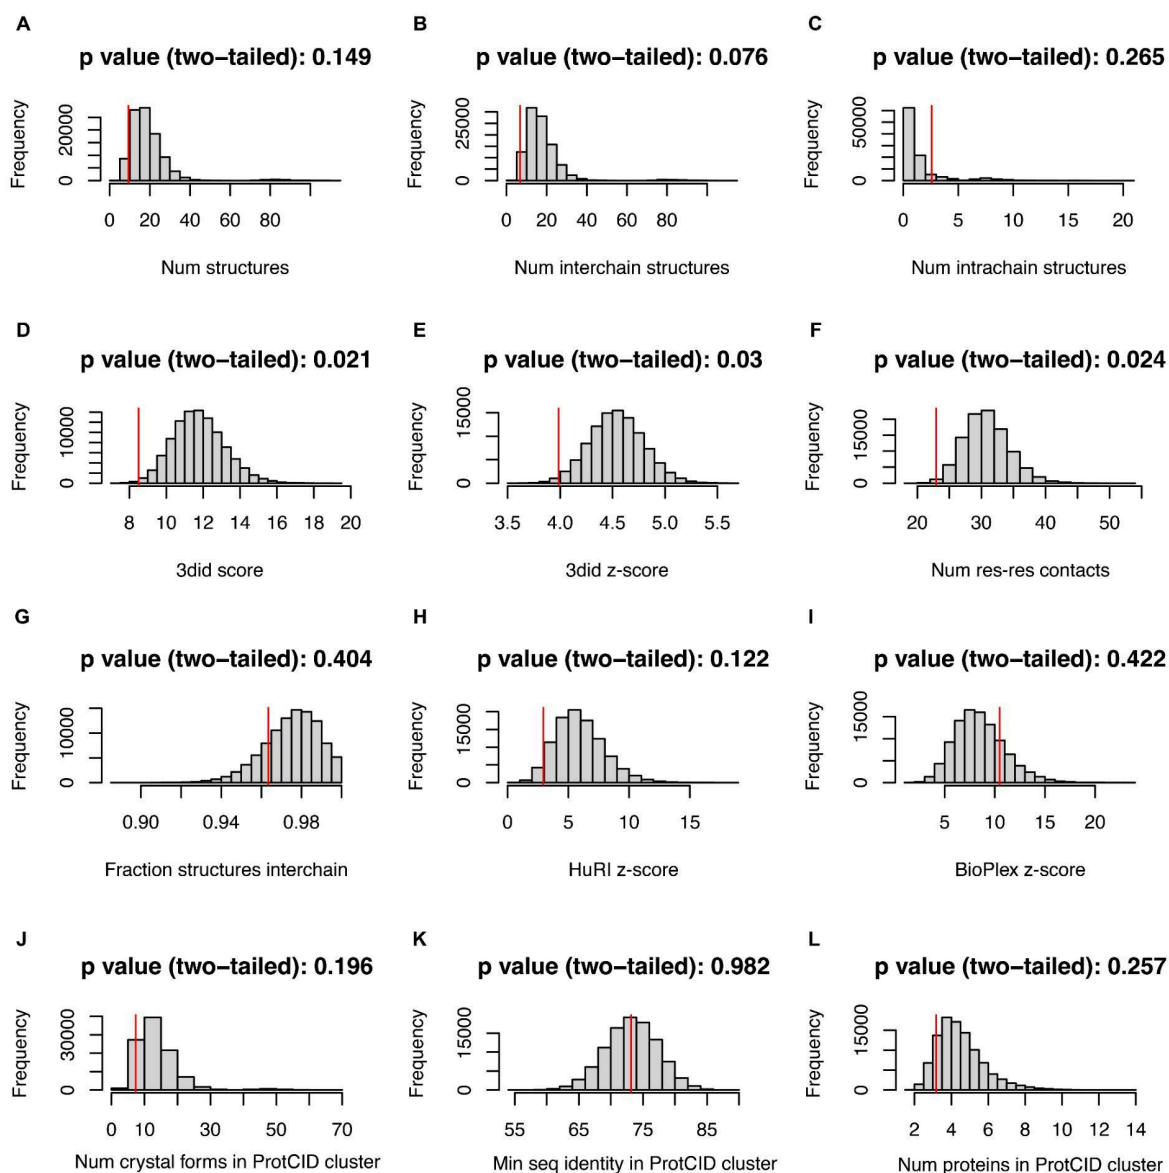 A
p value (two−tailed): 0.149
Frequency
0 20000
0 20 40 60 80
Num structures
B
p value (two−tailed): 0.076
Frequency
0 25000
0 20 40 60 80
Num interchain structures
C
p value (two−tailed): 0.265
Frequency
0 50000
0 5 10 15 20
Num intrachain structures
D
p value (two−tailed): 0.021
Frequency
0 10000
8 10 12 14 16 18 20
3did score
E
p value (two−tailed): 0.03
Frequency
0 15000
3.5 4.0 4.5 5.0 5.5
3did z−score
F
p value (two−tailed): 0.024
Frequency
0 15000
20 30 40 50
Num res−res contacts
G
p value (two−tailed): 0.404
Frequency
0 10000
0.90 0.94 0.98
Fraction structures interchain
H
p value (two−tailed): 0.122
Frequency
0 15000
0 5 10 15
HuRI z−score
I
p value (two−tailed): 0.422
Frequency
0 15000
5 10 20
BioPlex z−score
J
p value (two−tailed): 0.196
Frequency
0 30000
0 10 30 50 70
Num crystal forms in ProtCID cluster
K
p value (two−tailed): 0.982
Frequency
0 15000
55 65 75 85
Min seq identity in ProtCID cluster
L
p value (two−tailed): 0.257
Frequency
0 15000
2 4 6 8 10 12 14
Num proteins in ProtCID cluster